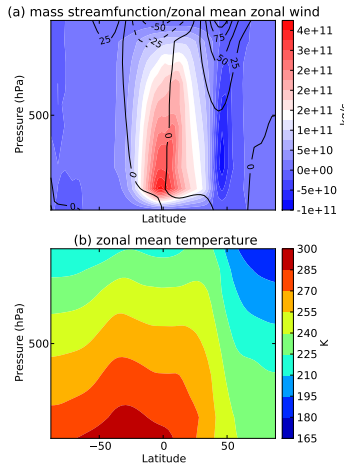 (a) mass streamfunction/zonal mean zonal wind
25
-50
-25
75
50
25
0
0
0
0
0
500
Pressure (hPa)
Latitude
4e+11
3e+11
2e+11
2e+11
1e+11
5e+10
0e+00
-5e+10
-1e+11
kg/s
(b) zonal mean temperature
500
Pressure (hPa)
−50
0
50
Latitude
300
285
270
255
240
225
210
195
180
165
K